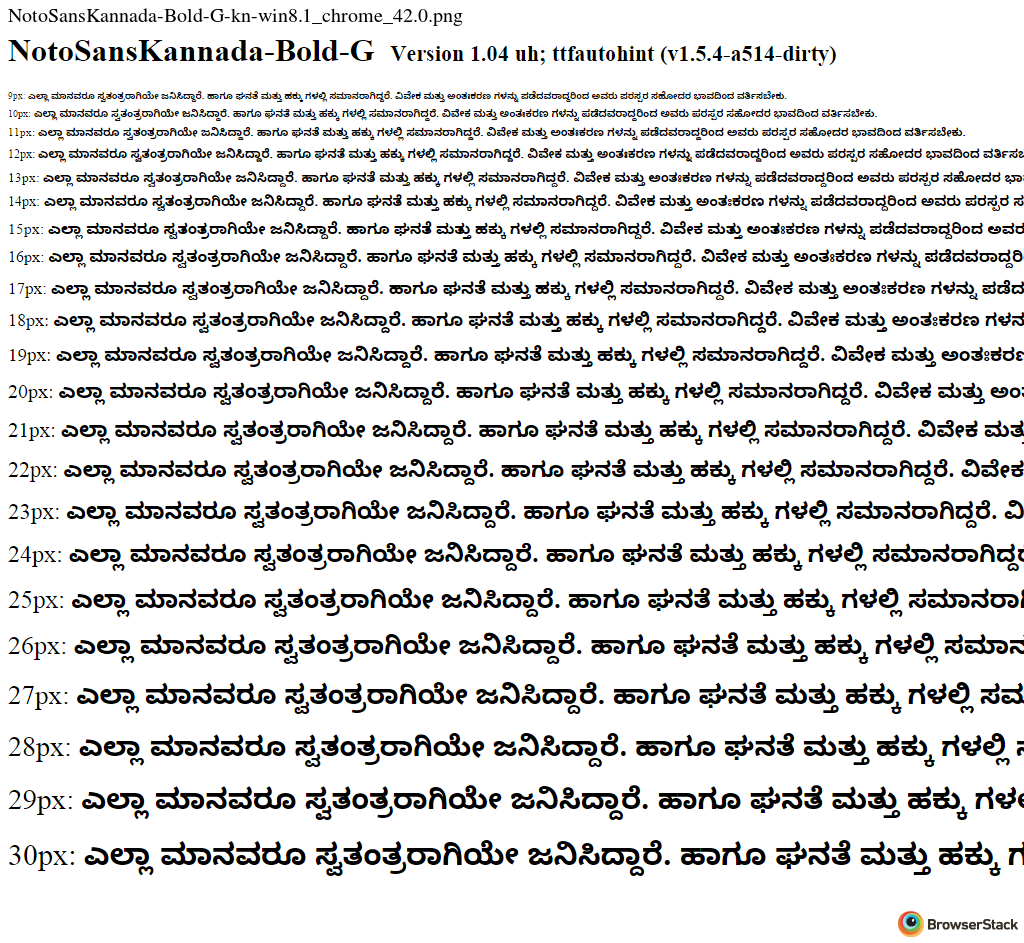 NotoSansKannada-Bold-G-kn-win8.1_chrome_42.0.png
NotoSansKannada-Bold-G Version 1.04 uh; ttfautohint (v1.5.4-a514-dirty)
9px: ಎಲ್ಲಾ ಮಾನವರೂ ಸ್ವತಂತ್ರರಾಗಿಯೇ ಜನಿಸಿದ್ದಾರೆ. ಹಾಗೂ ಘನತೆ ಮತ್ತು ಹಕ್ಕು ಗಳಲ್ಲಿ ಸಮಾನರಾಗಿದ್ದರೆ. ವಿವೇಕ ಮತ್ತು ಅಂತಃಕರಣ ಗಳನ್ನು ಪಡೆದವರಾದ್ದರಿಂದ ಅವರು ಪರಸ್ಪರ ಸಹೋದರ ಭಾವದಿಂದ ವರ್ತಿಸಬೇಕು.
10px: ಎಲ್ಲಾ ಮಾನವರೂ ಸ್ವತಂತ್ರರಾಗಿಯೇ ಜನಿಸಿದ್ದಾರೆ. ಹಾಗೂ ಘನತೆ ಮತ್ತು ಹಕ್ಕು ಗಳಲ್ಲಿ ಸಮಾನರಾಗಿದ್ದರೆ. ವಿವೇಕ ಮತ್ತು ಅಂತಃಕರಣ ಗಳನ್ನು ಪಡೆದವರಾದ್ದರಿಂದ ಅವರು ಪರಸ್ಪರ ಸಹೋದರ ಭಾವದಿಂದ ವರ್ತಿಸಬೇಕು.
11px: ಎಲ್ಲಾ ಮಾನವರೂ ಸ್ವತಂತ್ರರಾಗಿಯೇ ಜನಿಸಿದ್ದಾರೆ. ಹಾಗೂ ಘನತೆ ಮತ್ತು ಹಕ್ಕು ಗಳಲ್ಲಿ ಸಮಾನರಾಗಿದ್ದರೆ. ವಿವೇಕ ಮತ್ತು ಅಂತಃಕರಣ ಗಳನ್ನು ಪಡೆದವರಾದ್ದರಿಂದ ಅವರು ಪರಸ್ಪರ ಸಹೋದರ ಭಾವದಿಂದ ವರ್ತಿಸಬೇಕು.
12px: ಎಲ್ಲಾ ಮಾನವರೂ ಸ್ವತಂತ್ರರಾಗಿಯೇ ಜನಿಸಿದ್ದಾರೆ. ಹಾಗೂ ಘನತೆ ಮತ್ತು ಹಕ್ಕು ಗಳಲ್ಲಿ ಸಮಾನರಾಗಿದ್ದರೆ. ವಿವೇಕ ಮತ್ತು ಅಂತಃಕರಣ ಗಳನ್ನು ಪಡೆದವರಾದ್ದರಿಂದ ಅವರು ಪರಸ್ಪರ ಸಹೋದರ ಭಾವದಿಂದ
13px: ಎಲ್ಲಾ ಮಾನವರೂ ಸ್ವತಂತ್ರರಾಗಿಯೇ ಜನಿಸಿದ್ದಾರೆ. ಹಾಗೂ ಘನತೆ ಮತ್ತು ಹಕ್ಕು ಗಳಲ್ಲಿ ಸಮಾನರಾಗಿದ್ದರೆ. ವಿವೇಕ ಮತ್ತು ಅಂತಃಕರಣ ಗಳನ್ನು ಪಡೆದವರಾದ್ದರಿಂದ ಅವರು ಪರಸ್ಪರ ಸಹೋದರ
14px: ಎಲ್ಲಾ ಮಾನವರೂ ಸ್ವತಂತ್ರರಾಗಿಯೇ ಜನಿಸಿದ್ದಾರೆ. ಹಾಗೂ ಘನತೆ ಮತ್ತು ಹಕ್ಕು ಗಳಲ್ಲಿ ಸಮಾನರಾಗಿದ್ದರೆ. ವಿವೇಕ ಮತ್ತು ಅಂತಃಕರಣ ಗಳನ್ನು ಪಡೆದವರಾದ್ದರಿಂದ ಅವರು ಪರಸ್ಪರ
15px: ಎಲ್ಲಾ ಮಾನವರೂ ಸ್ವತಂತ್ರರಾಗಿಯೇ ಜನಿಸಿದ್ದಾರೆ. ಹಾಗೂ ಘನತೆ ಮತ್ತು ಹಕ್ಕು ಗಳಲ್ಲಿ ಸಮಾನರಾಗಿದ್ದರೆ. ವಿವೇಕ ಮತ್ತು ಅಂತಃಕರಣ ಗಳನ್ನು ಪಡೆದವರಾದ್ದರಿಂದ
16px: ಎಲ್ಲಾ ಮಾನವರೂ ಸ್ವತಂತ್ರರಾಗಿಯೇ ಜನಿಸಿದ್ದಾರೆ. ಹಾಗೂ ಘನತೆ ಮತ್ತು ಹಕ್ಕು ಗಳಲ್ಲಿ ಸಮಾನರಾಗಿದ್ದರೆ. ವಿವೇಕ ಮತ್ತು ಅಂತಃಕರಣ ಗಳನ್ನು
17px: ಎಲ್ಲಾ ಮಾನವರೂ ಸ್ವತಂತ್ರರಾಗಿಯೇ ಜನಿಸಿದ್ದಾರೆ. ಹಾಗೂ ಘನತೆ ಮತ್ತು ಹಕ್ಕು ಗಳಲ್ಲಿ ಸಮಾನರಾಗಿದ್ದರೆ. ವಿವೇಕ ಮತ್ತು ಅಂತಃಕರಣ ಗಳನ್ನು
18px: ಎಲ್ಲಾ ಮಾನವರೂ ಸ್ವತಂತ್ರರಾಗಿಯೇ ಜನಿಸಿದ್ದಾರೆ. ಹಾಗೂ ಘನತೆ ಮತ್ತು ಹಕ್ಕು ಗಳಲ್ಲಿ ಸಮಾನರಾಗಿದ್ದರೆ. ವಿವೇಕ ಮತ್ತು ಅಂತಃಕರಣ
19px: ಎಲ್ಲಾ ಮಾನವರೂ ಸ್ವತಂತ್ರರಾಗಿಯೇ ಜನಿಸಿದ್ದಾರೆ. ಹಾಗೂ ಘನತೆ ಮತ್ತು ಹಕ್ಕು ಗಳಲ್ಲಿ ಸಮಾನರಾಗಿದ್ದರೆ. ವಿವೇಕ ಮತ್ತು
20px: ಎಲ್ಲಾ ಮಾನವರೂ ಸ್ವತಂತ್ರರಾಗಿಯೇ ಜನಿಸಿದ್ದಾರೆ. ಹಾಗೂ ಘನತೆ ಮತ್ತು ಹಕ್ಕು ಗಳಲ್ಲಿ ಸಮಾನರಾಗಿದ್ದರೆ. ವಿವೇಕ ಮತ್ತು
21px: ಎಲ್ಲಾ ಮಾನವರೂ ಸ್ವತಂತ್ರರಾಗಿಯೇ ಜನಿಸಿದ್ದಾರೆ. ಹಾಗೂ ಘನತೆ ಮತ್ತು ಹಕ್ಕು ಗಳಲ್ಲಿ ಸಮಾನರಾಗಿದ್ದರೆ. ವಿವೇಕ
22px: ಎಲ್ಲಾ ಮಾನವರೂ ಸ್ವತಂತ್ರರಾಗಿಯೇ ಜನಿಸಿದ್ದಾರೆ. ಹಾಗೂ ಘನತೆ ಮತ್ತು ಹಕ್ಕು ಗಳಲ್ಲಿ ಸಮಾನರಾಗಿದ್ದರೆ. ವಿವೇಕ
23px: ಎಲ್ಲಾ ಮಾನವರೂ ಸ್ವತಂತ್ರರಾಗಿಯೇ ಜನಿಸಿದ್ದಾರೆ. ಹಾಗೂ ಘನತೆ ಮತ್ತು ಹಕ್ಕು ಗಳಲ್ಲಿ ಸಮಾನರಾಗಿದ್ದರೆ. ವಿ
24px: ಎಲ್ಲಾ ಮಾನವರೂ ಸ್ವತಂತ್ರರಾಗಿಯೇ ಜನಿಸಿದ್ದಾರೆ. ಹಾಗೂ ಘನತೆ ಮತ್ತು ಹಕ್ಕು ಗಳಲ್ಲಿ
25px: ಎಲ್ಲಾ ಮಾನವರೂ ಸ್ವತಂತ್ರರಾಗಿಯೇ ಜನಿಸಿದ್ದಾರೆ. ಹಾಗೂ ಘನತೆ ಮತ್ತು ಹಕ್ಕು ಗಳಲ್ಲಿ
26px: ಎಲ್ಲಾ ಮಾನವರೂ ಸ್ವತಂತ್ರರಾಗಿಯೇ ಜನಿಸಿದ್ದಾರೆ. ಹಾಗೂ ಘನತೆ ಮತ್ತು ಹಕ್ಕು ಗಳಲ್ಲಿ
27px: ಎಲ್ಲಾ ಮಾನವರೂ ಸ್ವತಂತ್ರರಾಗಿಯೇ ಜನಿಸಿದ್ದಾರೆ. ಹಾಗೂ ಘನತೆ ಮತ್ತು ಹಕ್ಕು ಗಳಲ್ಲಿ
28px: ಎಲ್ಲಾ ಮಾನವರೂ ಸ್ವತಂತ್ರರಾಗಿಯೇ ಜನಿಸಿದ್ದಾರೆ. ಹಾಗೂ ಘನತೆ ಮತ್ತು ಹಕ್ಕು ಗಳಲ್ಲಿ
29px: ಎಲ್ಲಾ ಮಾನವರೂ ಸ್ವತಂತ್ರರಾಗಿಯೇ ಜನಿಸಿದ್ದಾರೆ. ಹಾಗೂ ಘನತೆ ಮತ್ತು ಹಕ್ಕು
30px: ಎಲ್ಲಾ ಮಾನವರೂ ಸ್ವತಂತ್ರರಾಗಿಯೇ ಜನಿಸಿದ್ದಾರೆ. ಹಾಗೂ ಘನತೆ ಮತ್ತು ಹಕ್ಕು
BrowserStack